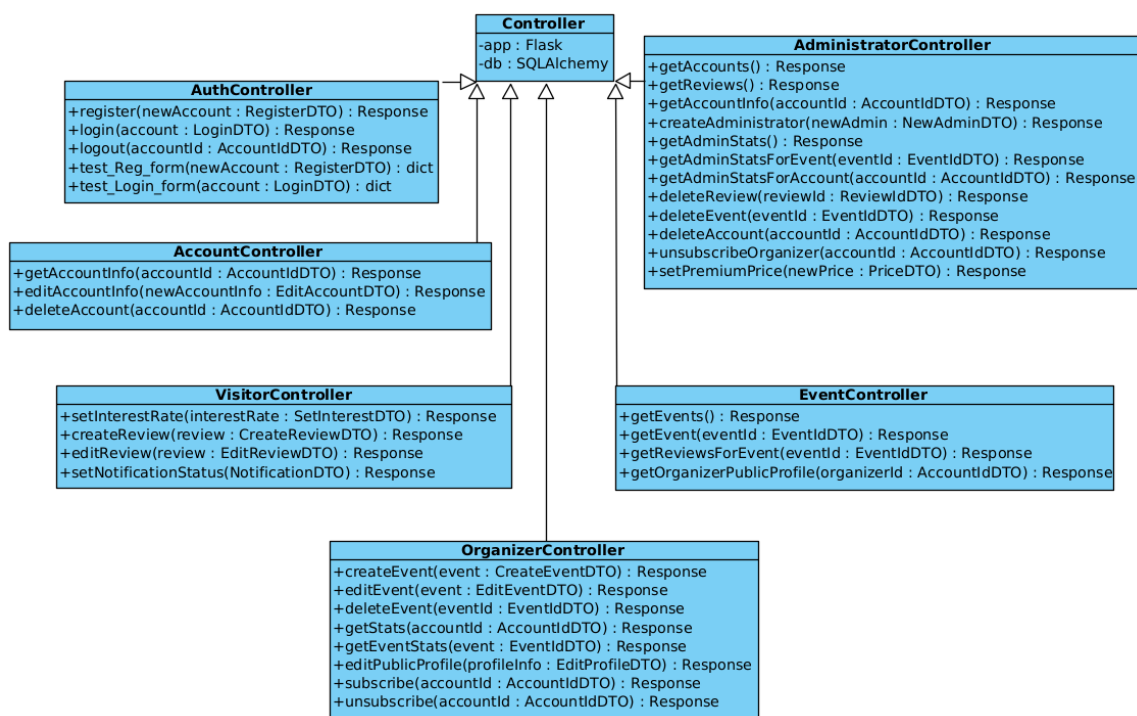 Controller
-app : Flask
-db : SQLAlchemy
AuthController
+register(newAccount : RegisterDTO) : Response
+login(account : LoginDTO) : Response
+logout(accountId : AccountIdDTO) : Response
+test_Reg_form(newAccount : RegisterDTO) : dict
+test_Login_form(account : LoginDTO) : dict
AdministratorController
+getAccounts() : Response
+getReviews() : Response
+getAccountInfo(accountId : AccountIdDTO) : Response
+createAdministrator(newAdmin : NewAdminDTO) : Response
+getAdminStats() : Response
+getAdminStatsForEvent(eventId : EventIdDTO) : Response
+getAdminStatsForAccount(accountId : AccountIdDTO) : Response
+deleteReview(reviewId : ReviewIdDTO) : Response
+deleteEvent(eventId : EventIdDTO) : Response
+deleteAccount(accountId : AccountIdDTO) : Response
+unsubscribeOrganizer(accountId : AccountIdDTO) : Response
+setPremiumPrice(newPrice : PriceDTO) : Response
AccountController
+getAccountInfo(accountId : AccountIdDTO) : Response
+editAccountInfo(newAccountInfo : EditAccountDTO) : Response
+deleteAccount(accountId : AccountIdDTO) : Response
VisitorController
+setInterestRate(interestRate : SetInterestDTO) : Response
+createReview(review : CreateReviewDTO) : Response
+editReview(review : EditReviewDTO) : Response
+setNotificationStatus(NotificationDTO) : Response
EventController
+getEvents() : Response
+getEvent(eventId : EventIdDTO) : Response
+getReviewsForEvent(eventId : EventIdDTO) : Response
+getOrganizerPublicProfile(organizerId : AccountIdDTO) : Response
OrganizerController
+createEvent(event : CreateEventDTO) : Response
+editEvent(event : EditEventDTO) : Response
+deleteEvent(eventId : EventIdDTO) : Response
+getStats(accountId : AccountIdDTO) : Response
+getEventStats(event : EventIdDTO) : Response
+editPublicProfile(profileInfo : EditProfileDTO) : Response
+subscribe(accountId : AccountIdDTO) : Response
+unsubscribe(accountId : AccountIdDTO) : Response